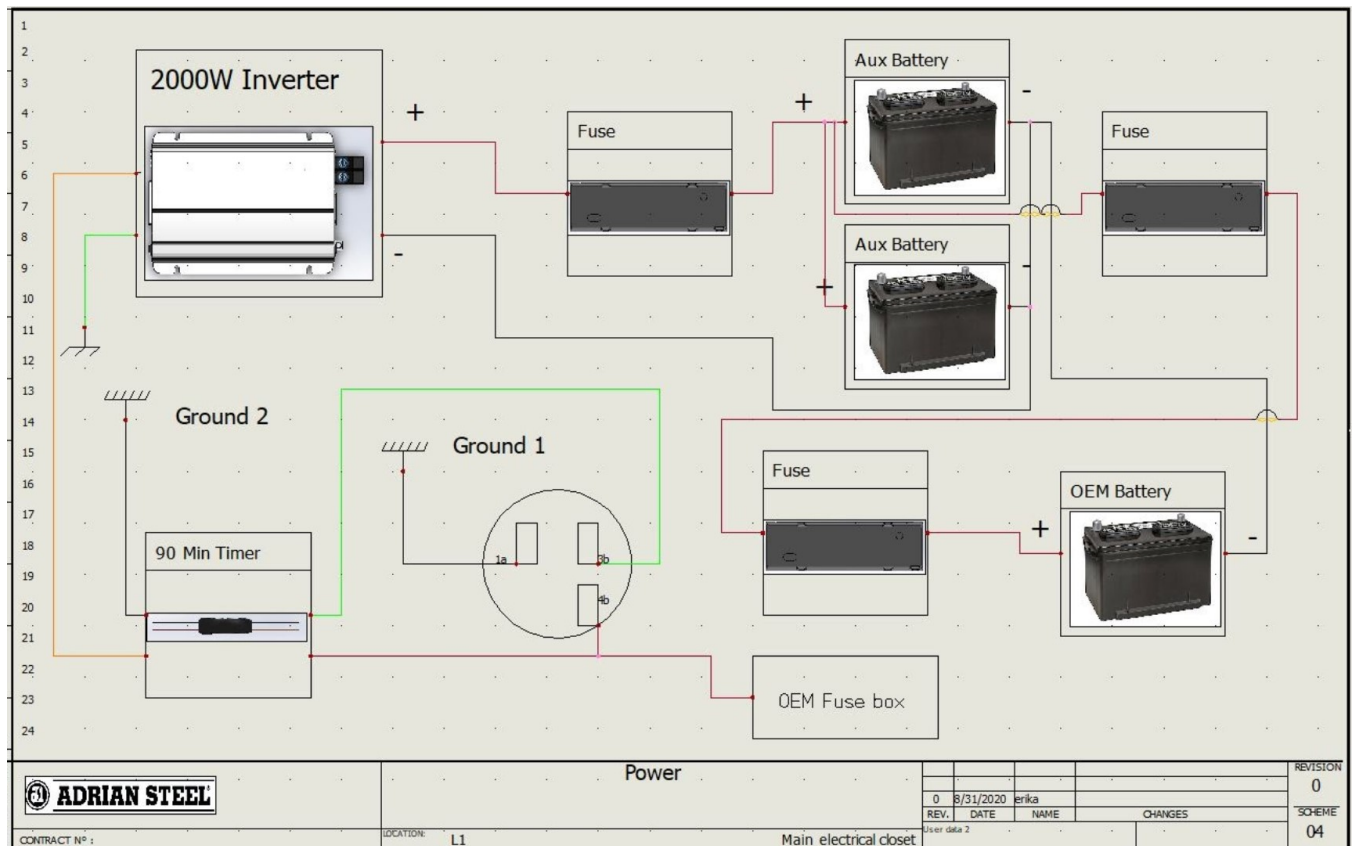 1
2
3
4
5
6
7
8
9
10
11
12
13
14
15
16
17
18
19
20
21
22
23
24
2000W Inverter
+
-
Fuse
+
Aux Battery
-
Fuse
Aux Battery
+
-
Ground 2
Ground 1
1a
3b
4b
90 Min Timer
Fuse
+
OEM Battery
-
OEM Fuse box
ADRIAN STEEL
CONTRACT Nº :
Power
LOCATION:
L1
Main electrical closet
0 8/31/2020 erika
REV. DATE NAME CHANGES
User data 2
REVISION
0
SCHEME
04